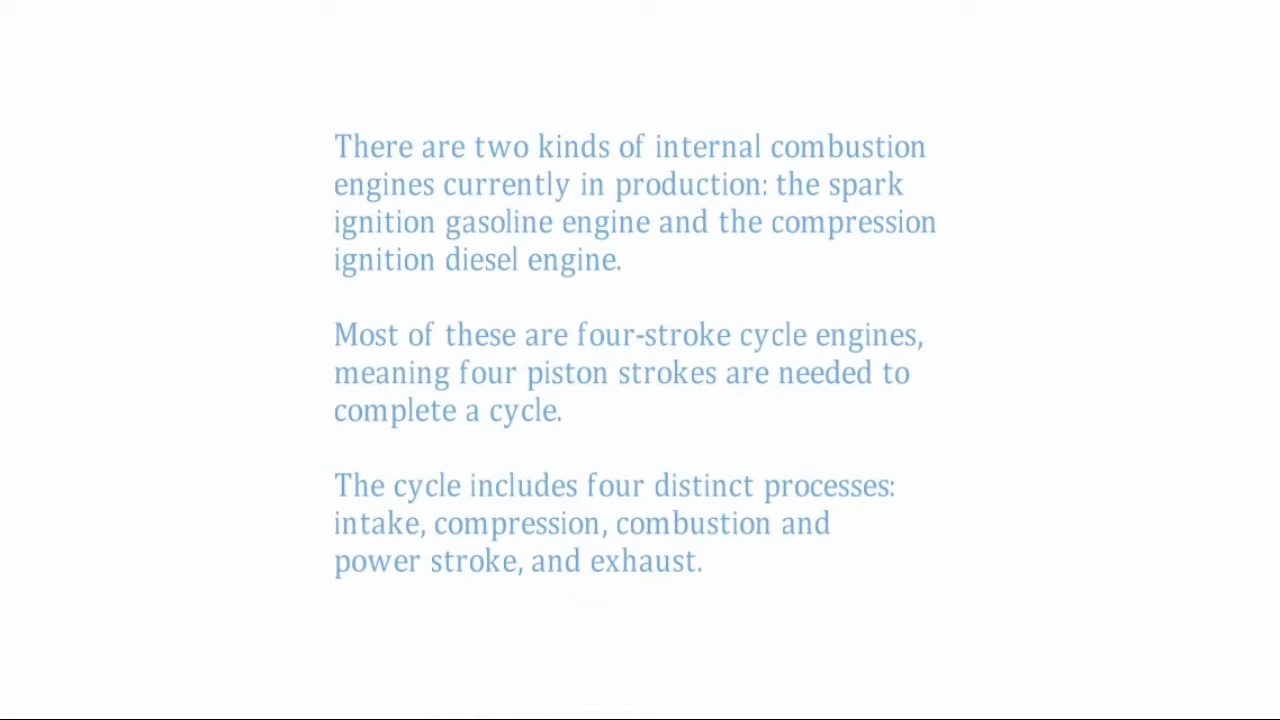 There are two kinds of internal combustion
engines currently in production: the spark
ignition gasoline engine and the compression
ignition diesel engine.
Most of these are four-stroke cycle engines,
meaning four piston strokes are needed to
complete a cycle.
The cycle includes four distinct processes:
intake, compression, combustion and
power stroke, and exhaust.